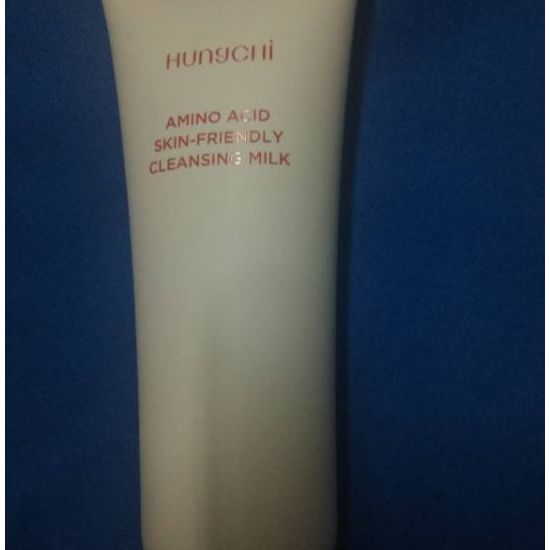 HUNGCHI
AMINO ACID
SKIN-FRIENDLY
CLEANSING MILK